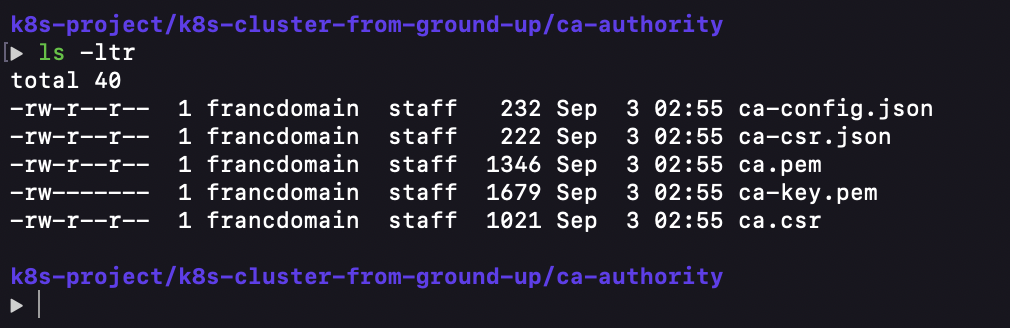 k8s-project/k8s-cluster-from-ground-up/ca-authority
[▶ ls -ltr
total 40
-rw-r--r--  1 francdomain  staff   232 Sep  3 02:55 ca-config.json
-rw-r--r--  1 francdomain  staff   222 Sep  3 02:55 ca-csr.json
-rw-r--r--  1 francdomain  staff  1346 Sep  3 02:55 ca.pem
-rw-------  1 francdomain  staff  1679 Sep  3 02:55 ca-key.pem
-rw-r--r--  1 francdomain  staff  1021 Sep  3 02:55 ca.csr
k8s-project/k8s-cluster-from-ground-up/ca-authority
▶